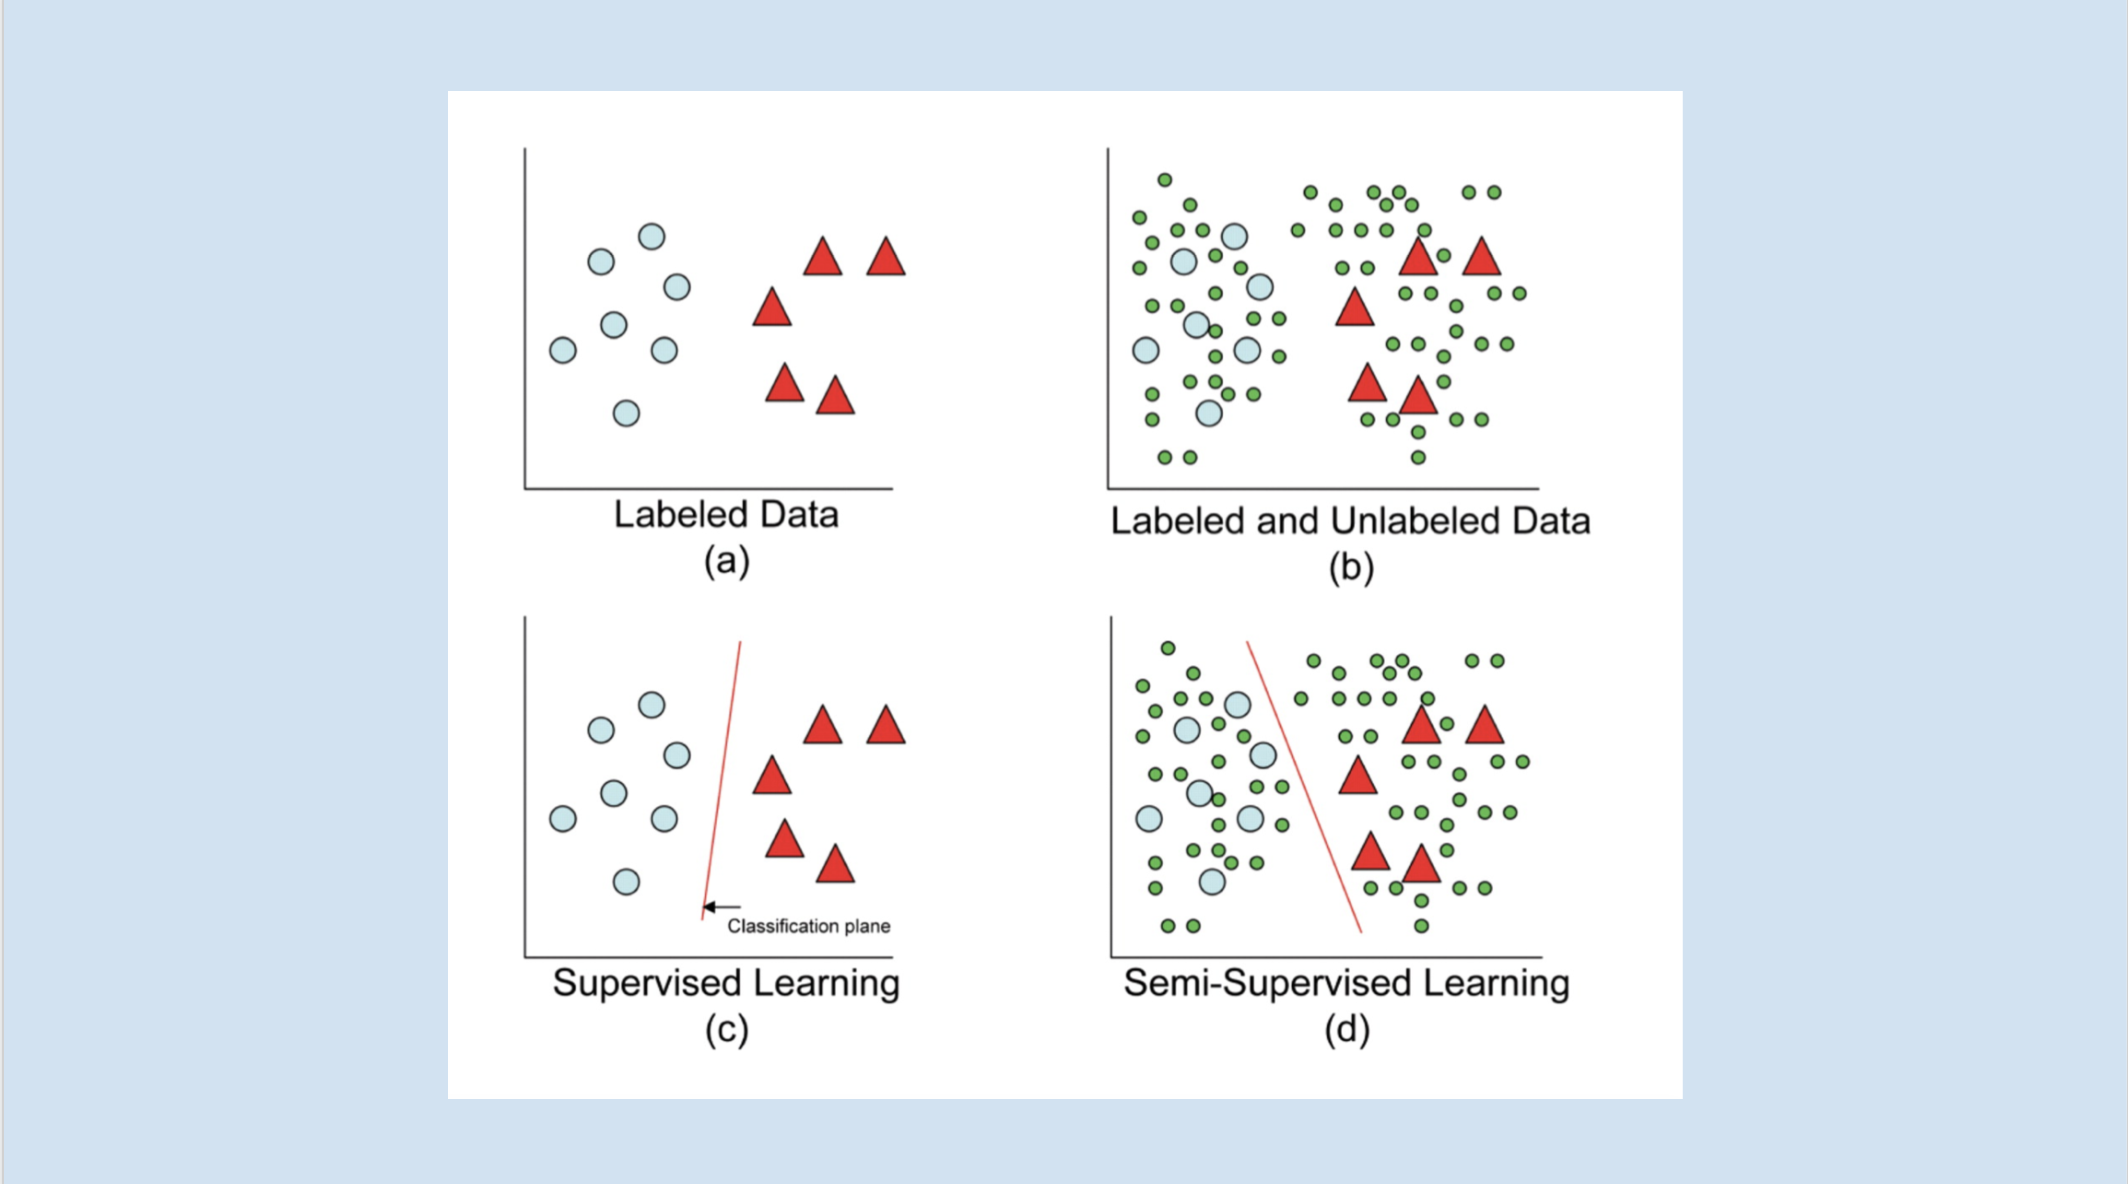 Labeled Data
(a)
Labeled and Unlabeled Data
(b)
Classification plane
Supervised Learning
(c)
Semi-Supervised Learning
(d)